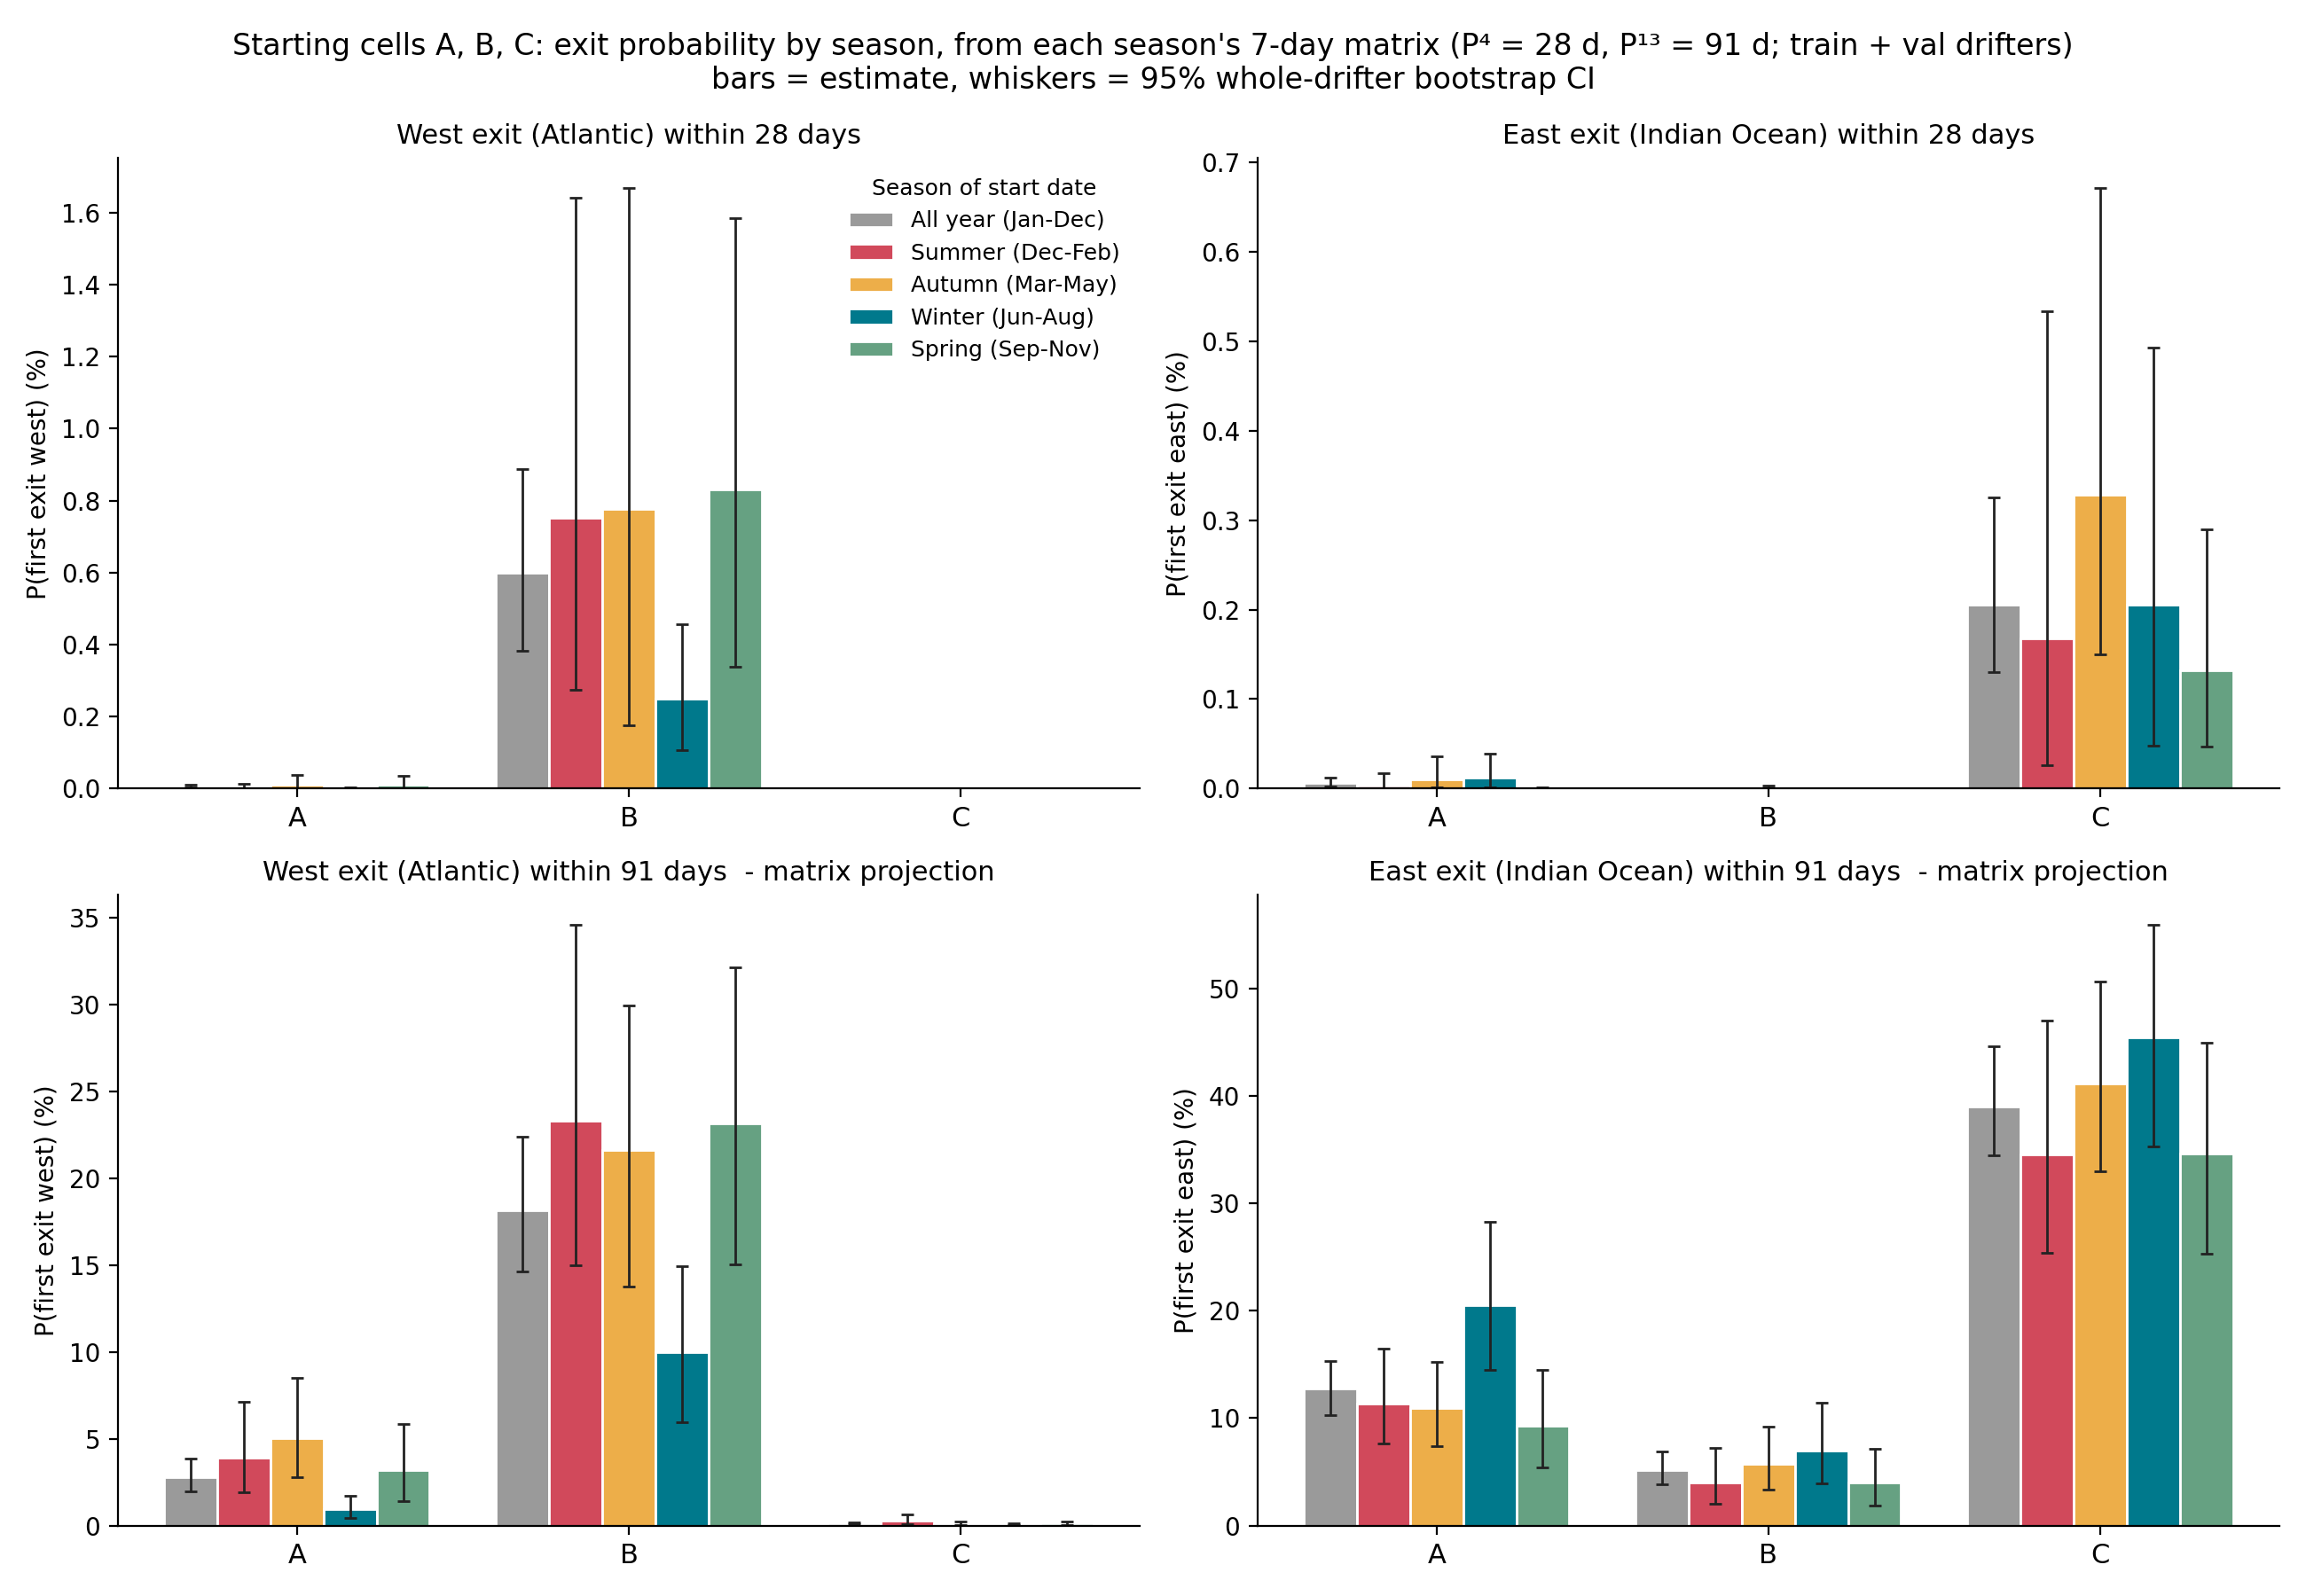 Starting cells A, B, C: exit probability by season, from each season's 7-day matrix (P⁴ = 28 d, P¹³ = 91 d; train + val drifters)
bars = estimate, whiskers = 95% whole-drifter bootstrap CI
West exit (Atlantic) within 28 days
P(first exit west) (%)
1.6
1.4
1.2
1.0
0.8
0.6
0.4
0.2
0.0
A
B
C
Season of start date
All year (Jan-Dec)
Summer (Dec-Feb)
Autumn (Mar-May)
Winter (Jun-Aug)
Spring (Sep-Nov)
East exit (Indian Ocean) within 28 days
P(first exit east) (%)
0.7
0.6
0.5
0.4
0.3
0.2
0.1
0.0
A
B
C
West exit (Atlantic) within 91 days  - matrix projection
P(first exit west) (%)
35
30
25
20
15
10
5
0
A
B
C
East exit (Indian Ocean) within 91 days  - matrix projection
P(first exit east) (%)
50
40
30
20
10
0
A
B
C